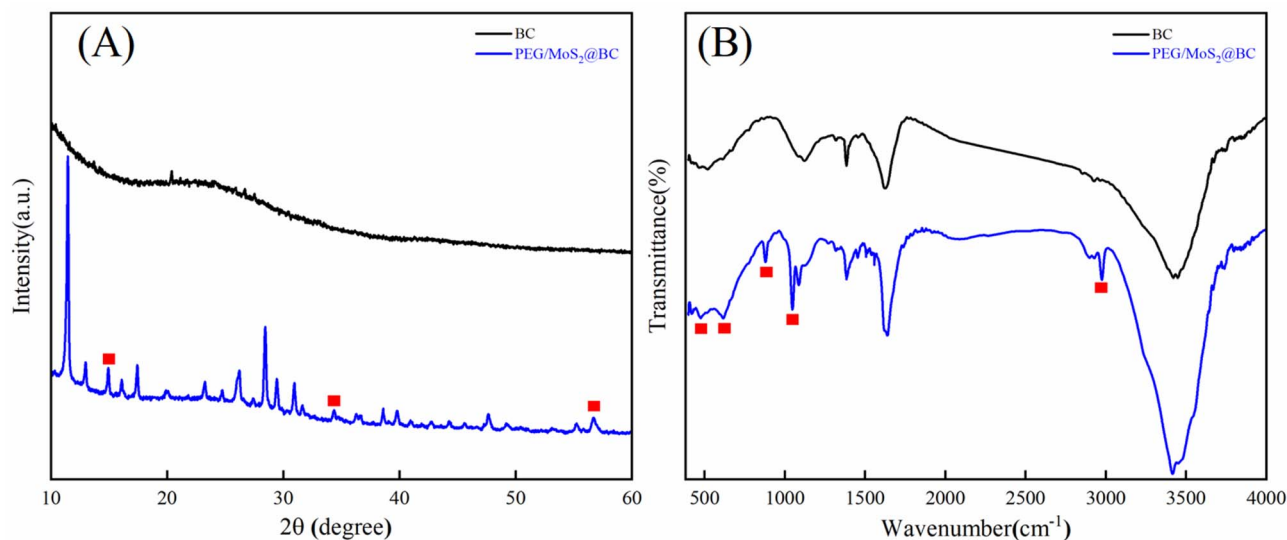 (A)
BC
PEG/MoS₂@BC
Intensity(a.u.)
10 20 30 40 50 60
2θ (degree)
(B)
BC
PEG/MoS₂@BC
Transmittance(%)
500 1000 1500 2000 2500 3000 3500 4000
Wavenumber(cm⁻¹)